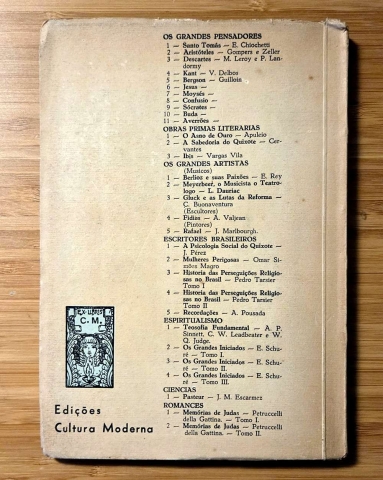 OS GRANDES PENSADORES
1 — Santo Tomás — E. Chiochetti
2 — Aristóteles — Gompers e Zeller
3 — Descartes — M. Leroy e P. Landormy
4 — Kant — V. Delbos
5 — Bergson — Guilloin
6 — Jesus —
7 — Moysés —
8 — Confusio —
9 — Sócrates —
10 — Buda —
11 — Averrões —
OBRAS PRIMAS LITERARIAS
1 — O Asno de Ouro — Apuleio
2 — A Sabedoria do Quixote — Cervantes
3 — Ibis — Vargas Vila
OS GRANDES ARTISTAS
(Musicos)
1 — Berlioz e suas Paixões — E. Rey
2 — Meyerbeer, o Musicista o Teatrologo — L. Dauriac
3 — Gluck e as Lutas da Reforma —
C. Buonaventura
(Escultores)
4 — Fidias — A. Valjean
(Pintores)
5 — Rafael — J. Marlbourgh.
ESCRITORES BRASILEIROS
1 — A Psicologia Social do Quixote —
J. Pérez
2 — Mulheres Perigosas — Omar Simões Magro
3 — Historia das Perseguições Religiosas no Brasil — Pedro Tarsier
Tomo I
4 — Historia das Perseguições Religiosas no Brasil — Pedro Tarsier
Tomo II
5 — Recordações — A. Pousada
ESPIRITUALISMO
1 — Teosofia Fundamental — A. P.
Sinnett, C. W. Leadbeater e W.
Q. Judge.
2 — Os Grandes Iniciados — E. Schuré — Tomo I.
3 — Os Grandes Iniciados — E. Schuré — Tomo II.
4 — Os Grandes Iniciados — E. Schuré — Tomo III.
CIENCIAS
1 — Pasteur — J. M. Escarmez
ROMANCES
1 — Memórias de Judas — Petruccelli
della Gattina. — Tomo I.
2 — Memórias de Judas — Petruccelli
della Gattina. — Tomo II.
EX-LIBRIS
C. M.
Edições
Cultura Moderna